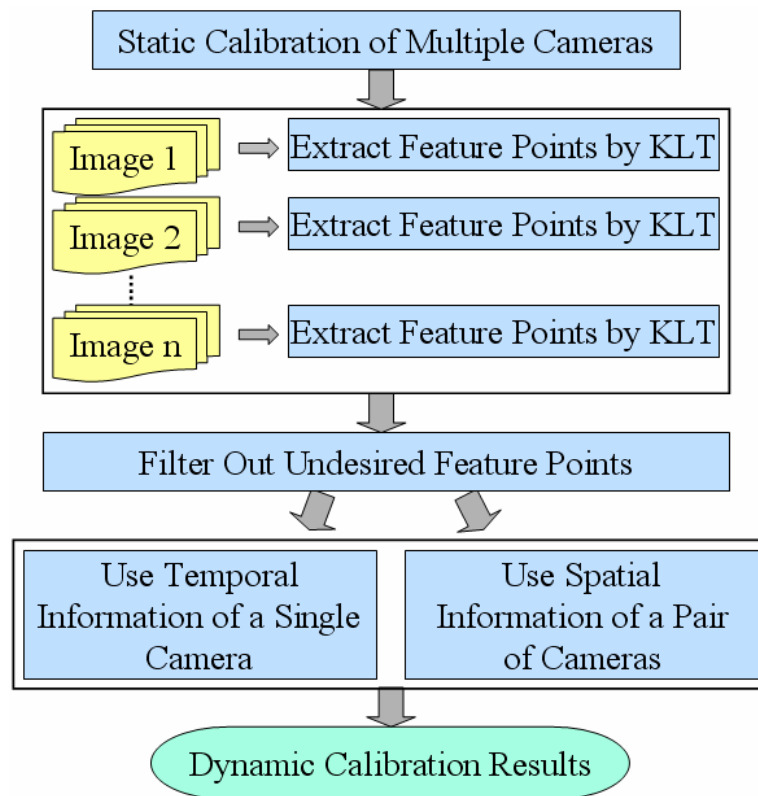 Static Calibration of Multiple Cameras
Image 1
Extract Feature Points by KLT
Image 2
Extract Feature Points by KLT
Image n
Extract Feature Points by KLT
Filter Out Undesired Feature Points
Use Temporal
Information of a Single
Camera
Use Spatial
Information of a Pair
of Cameras
Dynamic Calibration Results